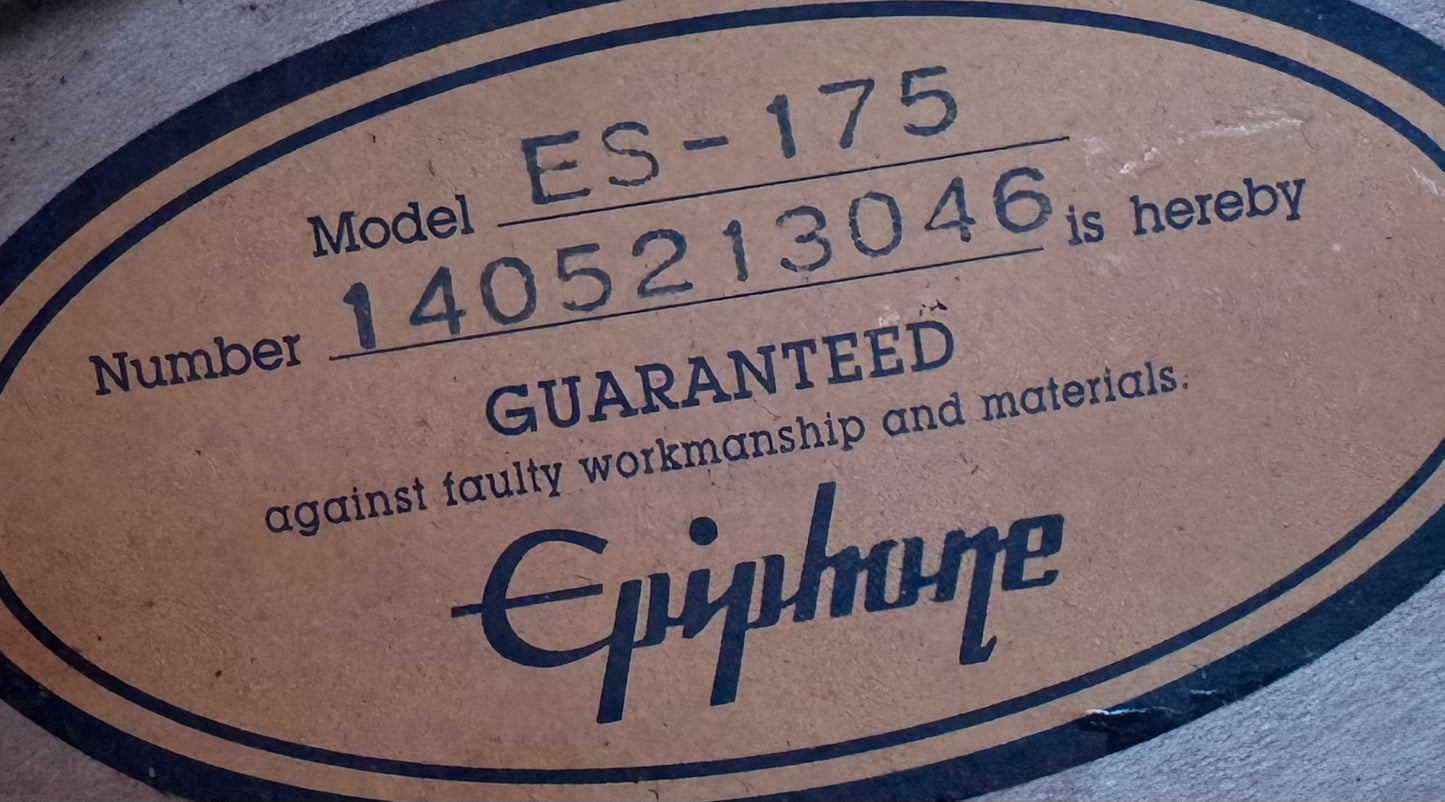 Model ES-175
Number 1405213046 is hereby
GUARANTEED
against faulty workmanship and materials.
Epiphone